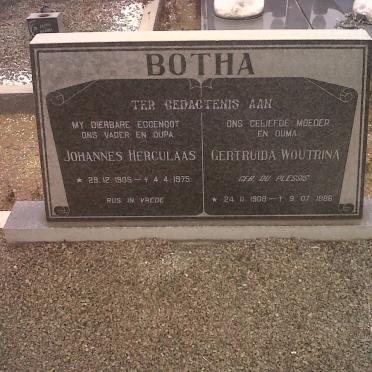 BOTHA
TER GEDAGTENIS AAN
MY DIERBARE EGGENOOT
ONS VADER EN OUPA
JOHANNES HERCULAAS
★ 29.12.1905 – † 4.4.1975
RUS IN VREDE
ONS GELIEFDE MOEDER
EN OUMA
GERTRUIDA WOUTRINA
GEB. DU PLESSIS
★ 24.11.1908 – † 9.07.1986